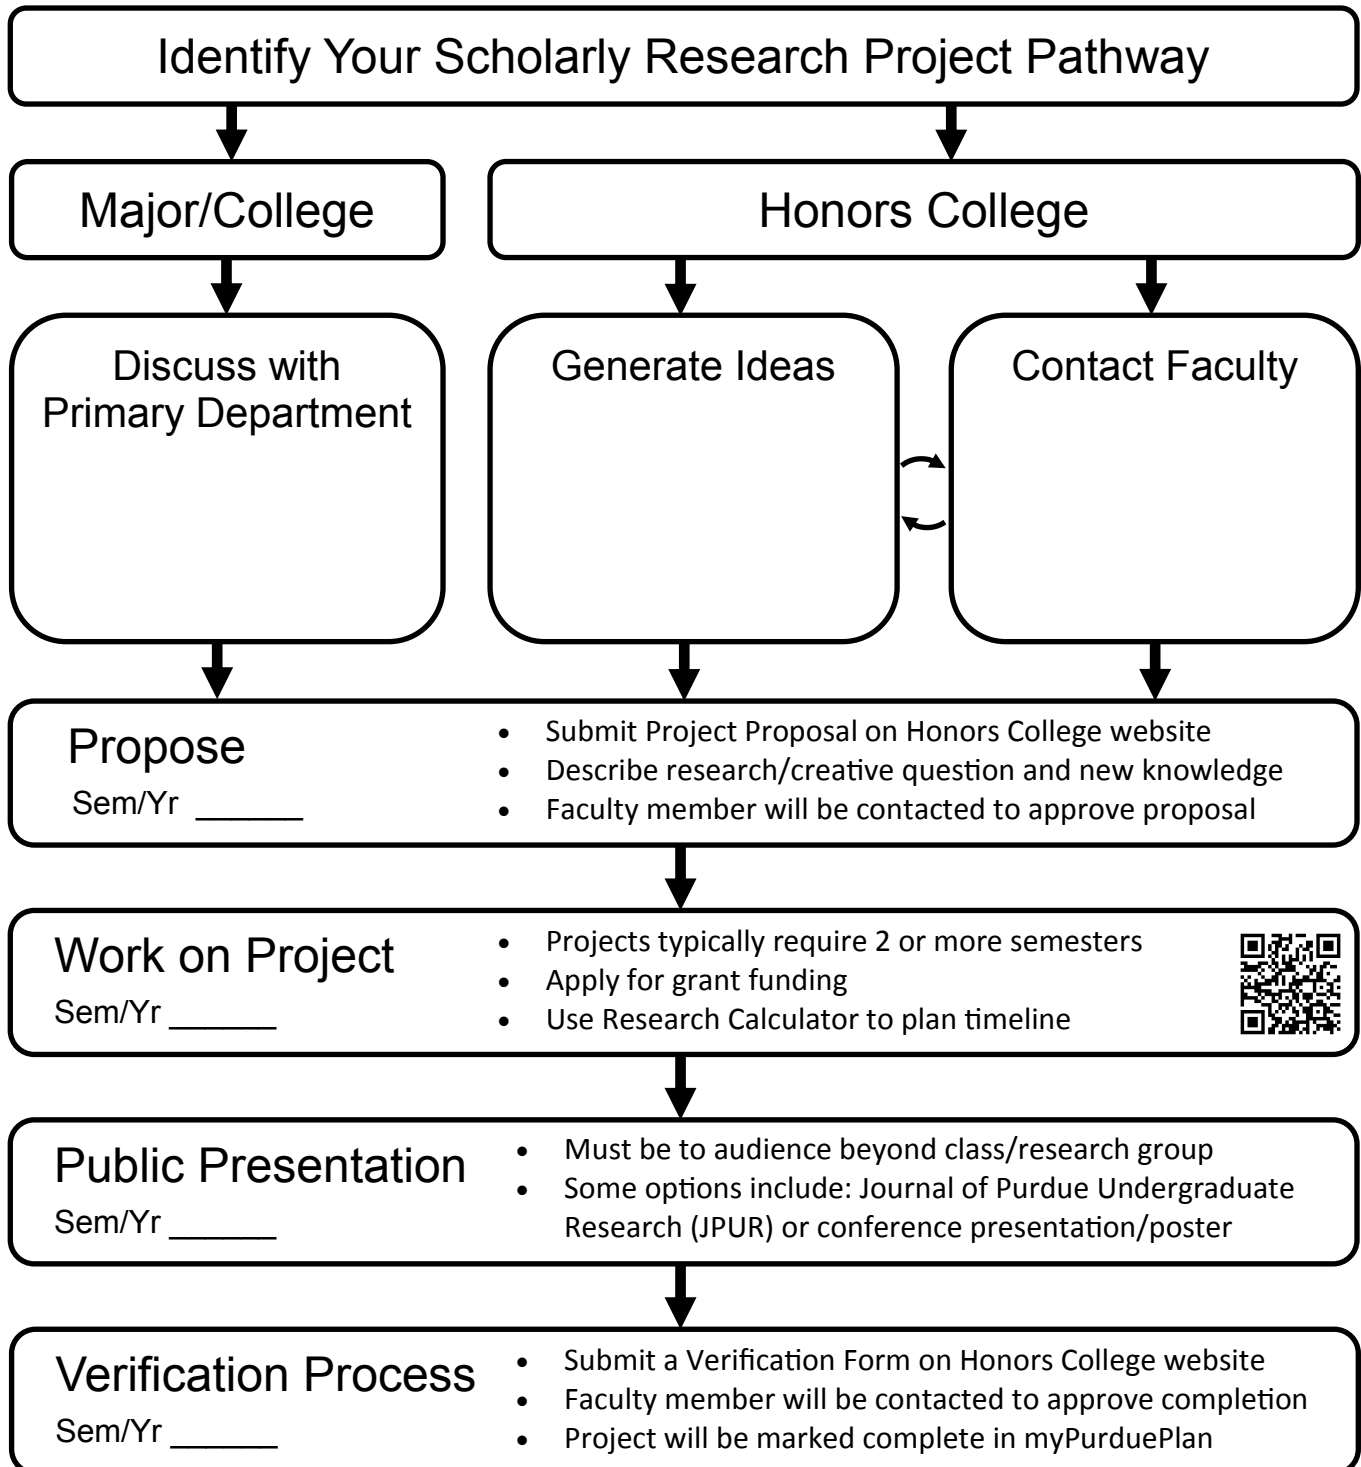 Identify Your Scholarly Research Project Pathway
Major/College
Honors College
Discuss with
Primary Department
Generate Ideas
Contact Faculty
Propose
Sem/Yr ______
• Submit Project Proposal on Honors College website
• Describe research/creative question and new knowledge
• Faculty member will be contacted to approve proposal
Work on Project
Sem/Yr ______
• Projects typically require 2 or more semesters
• Apply for grant funding
• Use Research Calculator to plan timeline
Public Presentation
Sem/Yr ______
• Must be to audience beyond class/research group
• Some options include: Journal of Purdue Undergraduate
Research (JPUR) or conference presentation/poster
Verification Process
Sem/Yr ______
• Submit a Verification Form on Honors College website
• Faculty member will be contacted to approve completion
• Project will be marked complete in myPurduePlan